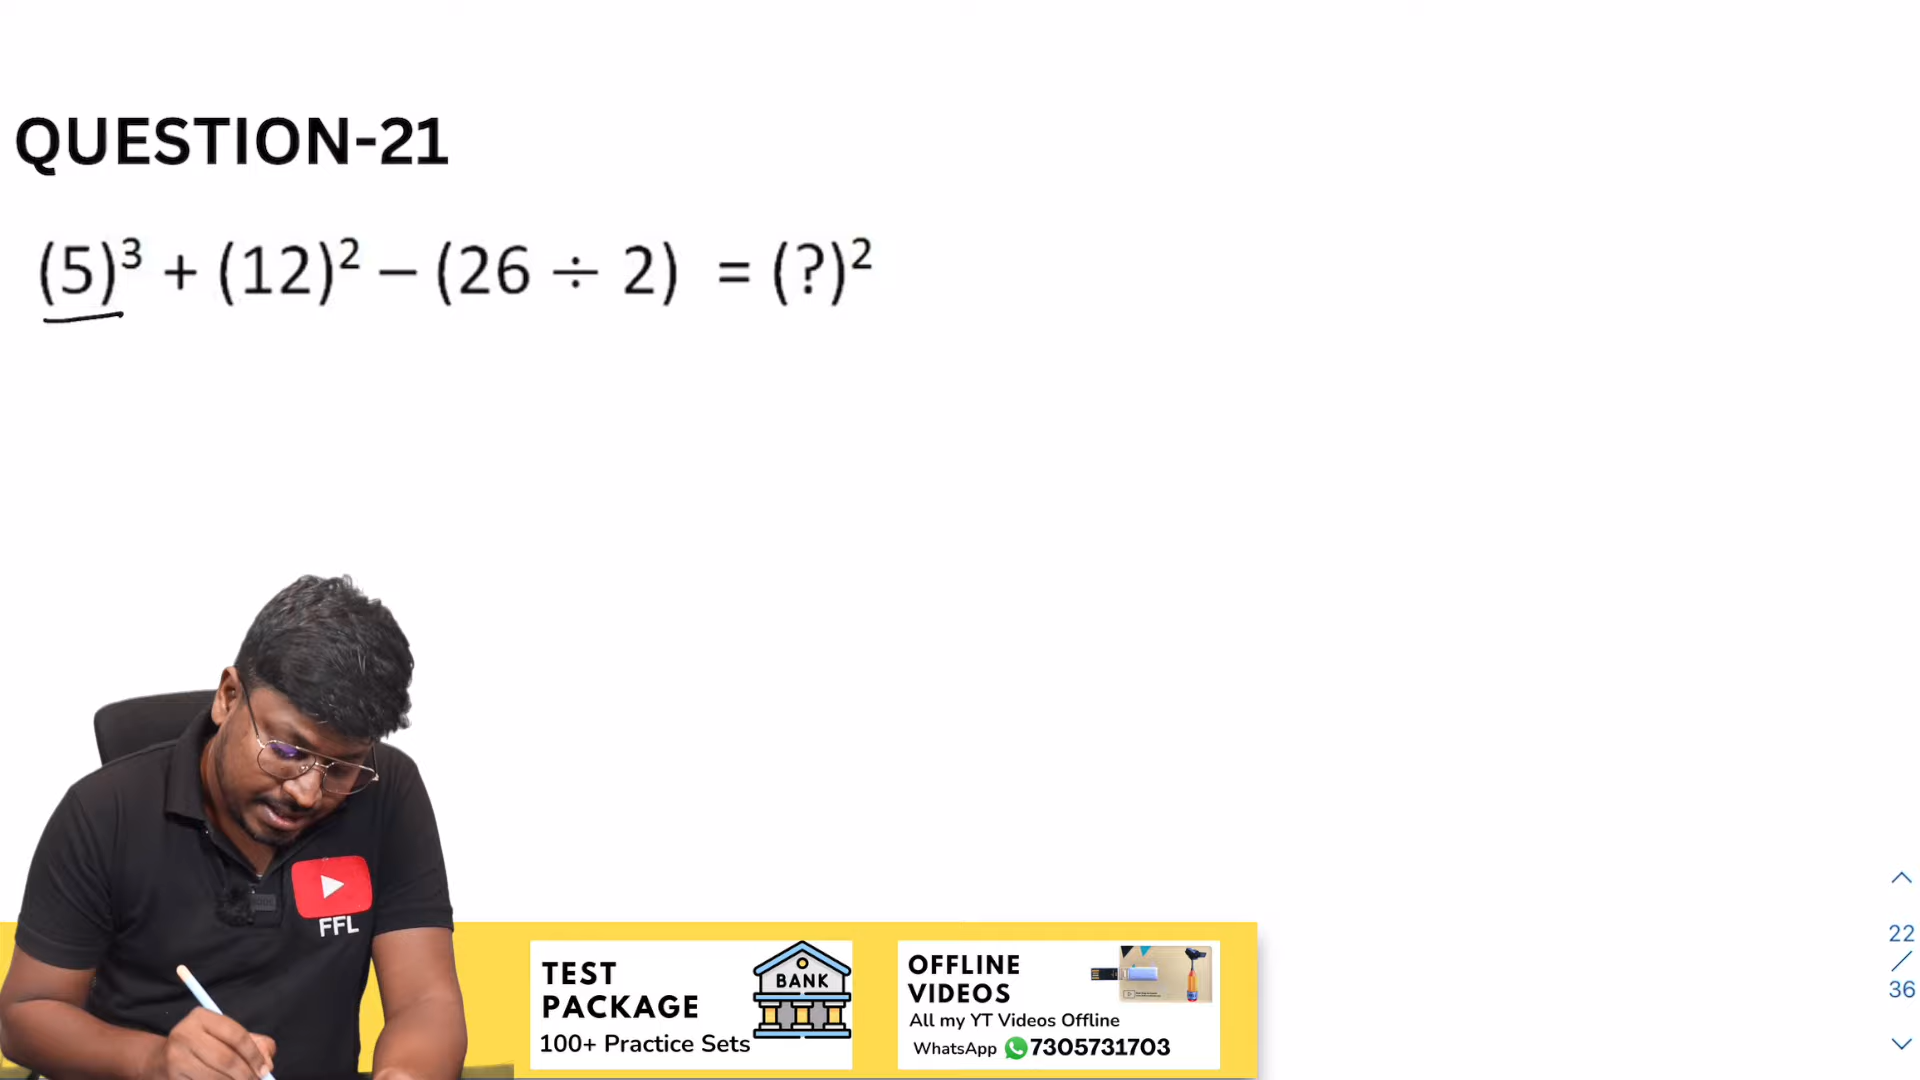 QUESTION-21
(5)³ + (12)² − (26 ÷ 2) = (?)²
FFL
TEST
PACKAGE
100+ Practice Sets
BANK
OFFLINE
VIDEOS
All my YT Videos Offline
WhatsApp 7305731703
22
/
36